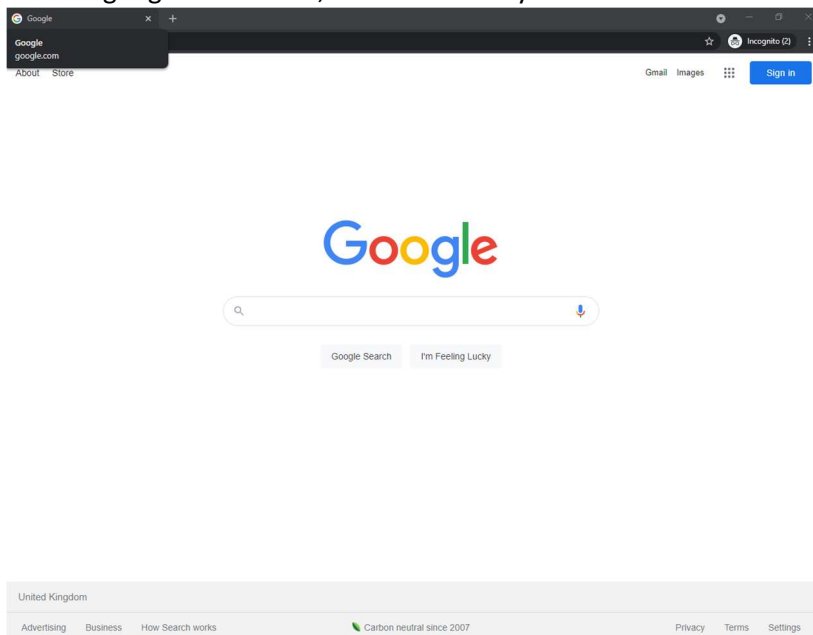 Google
Incognito (2)
Google
google.com
About Store
Gmail Images
Sign in
Google
Google Search I'm Feeling Lucky
United Kingdom
Advertising Business How Search works
Carbon neutral since 2007
Privacy Terms Settings